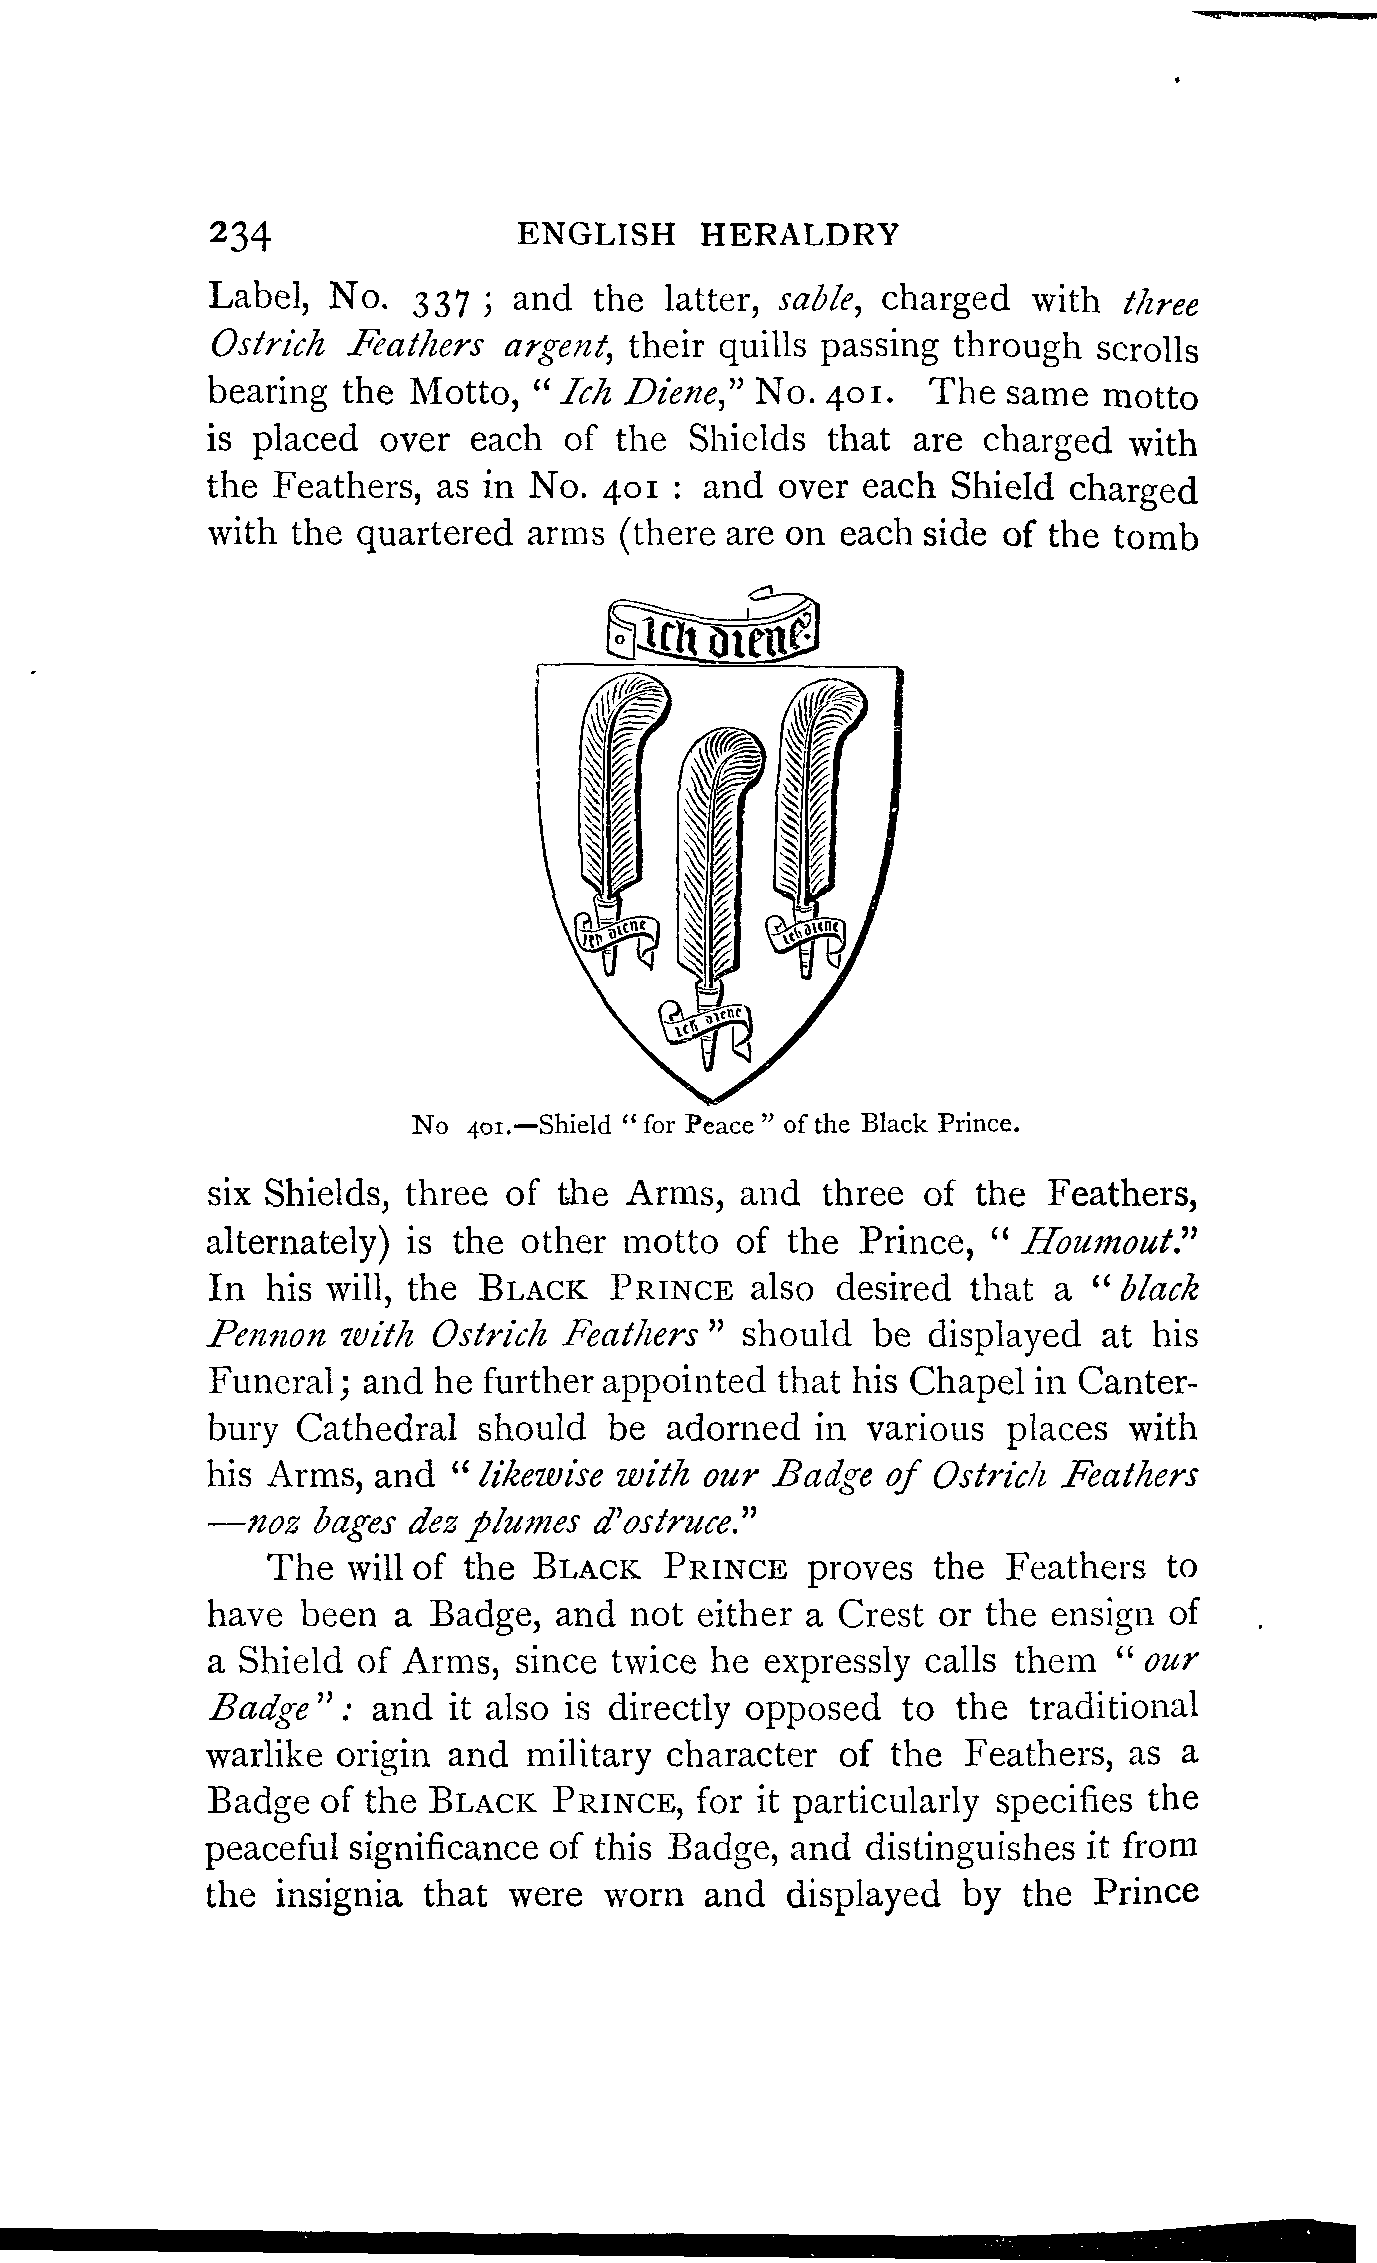 234 ENGLISH HERALDRY
Label, No. 337 ; and the latter, sable, charged with three
Ostrich Feathers argent, their quills passing through scrolls
bearing the Motto, “ Ich Diene,” No. 401. The same motto
is placed over each of the Shields that are charged with
the Feathers, as in No. 401 : and over each Shield charged
with the quartered arms (there are on each side of the tomb
ich diene
ich diene
ich diene
ich diene
No 401.—Shield “ for Peace ” of the Black Prince.
six Shields, three of the Arms, and three of the Feathers,
alternately) is the other motto of the Prince, “ Houmout.”
In his will, the BLACK PRINCE also desired that a “ black
Pennon with Ostrich Feathers ” should be displayed at his
Funeral ; and he further appointed that his Chapel in Canter-
bury Cathedral should be adorned in various places with
his Arms, and “ likewise with our Badge of Ostrich Feathers
—noz bages dez plumes d’ostruce.”
The will of the BLACK PRINCE proves the Feathers to
have been a Badge, and not either a Crest or the ensign of
a Shield of Arms, since twice he expressly calls them “ our
Badge ” : and it also is directly opposed to the traditional
warlike origin and military character of the Feathers, as a
Badge of the BLACK PRINCE, for it particularly specifies the
peaceful significance of this Badge, and distinguishes it from
the insignia that were worn and displayed by the Prince